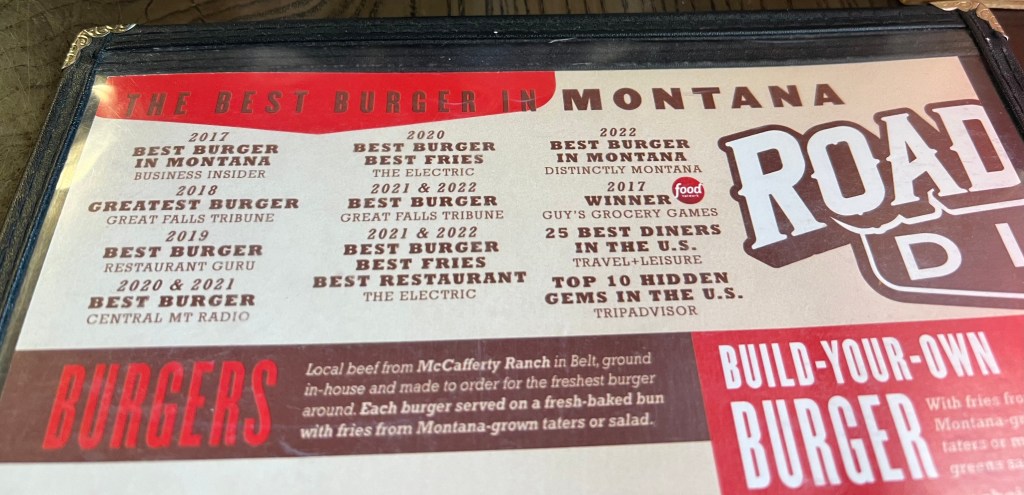 THE BEST BURGER IN MONTANA
2017
BEST BURGER
IN MONTANA
BUSINESS INSIDER
2018
GREATEST BURGER
GREAT FALLS TRIBUNE
2019
BEST BURGER
RESTAURANT GURU
2020 & 2021
BEST BURGER
CENTRAL MT RADIO
2020
BEST BURGER
BEST FRIES
THE ELECTRIC
2021 & 2022
BEST BURGER
GREAT FALLS TRIBUNE
2021 & 2022
BEST BURGER
BEST FRIES
BEST RESTAURANT
THE ELECTRIC
2022
BEST BURGER
IN MONTANA
DISTINCTLY MONTANA
2017
WINNER
food
GUY'S GROCERY GAMES
25 BEST DINERS
IN THE U.S.
TRAVEL+LEISURE
TOP 10 HIDDEN
GEMS IN THE U.S.
TRIPADVISOR
ROAD
DI
BURGERS
Local beef from McCafferty Ranch in Belt, ground
in-house and made to order for the freshest burger
around. Each burger served on a fresh-baked bun
with fries from Montana-grown taters or salad.
BUILD-YOUR-OWN
BURGER
With fries fro
Montana-gr
taters or m
greens sa